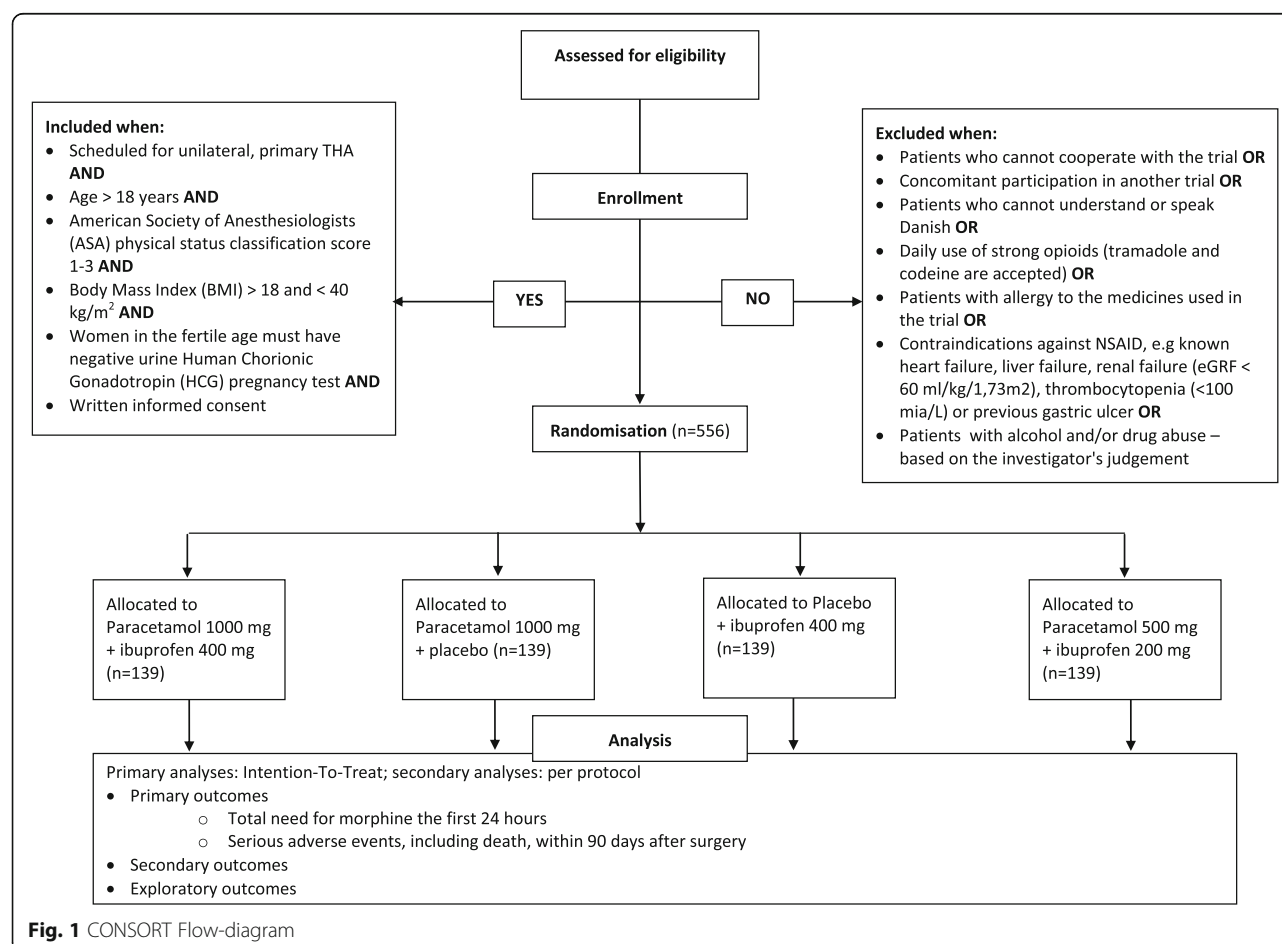 Assessed for eligibility
Included when:
• Scheduled for unilateral, primary THA
AND
• Age > 18 years AND
• American Society of Anesthesiologists
(ASA) physical status classification score
1-3 AND
• Body Mass Index (BMI) > 18 and < 40
kg/m² AND
• Women in the fertile age must have
negative urine Human Chorionic
Gonadotropin (HCG) pregnancy test AND
• Written informed consent
Enrollment
YES
NO
Excluded when:
• Patients who cannot cooperate with the trial OR
• Concomitant participation in another trial OR
• Patients who cannot understand or speak
Danish OR
• Daily use of strong opioids (tramadole and
codeine are accepted) OR
• Patients with allergy to the medicines used in
the trial OR
• Contraindications against NSAID, e.g known
heart failure, liver failure, renal failure (eGRF <
60 ml/kg/1,73m2), thrombocytopenia (<100
mia/L) or previous gastric ulcer OR
• Patients with alcohol and/or drug abuse –
based on the investigator's judgement
Randomisation (n=556)
Allocated to
Paracetamol 1000 mg
+ ibuprofen 400 mg
(n=139)
Allocated to
Paracetamol 1000 mg
+ placebo (n=139)
Allocated to Placebo
+ ibuprofen 400 mg
(n=139)
Allocated to
Paracetamol 500 mg
+ ibuprofen 200 mg
(n=139)
Analysis
Primary analyses: Intention-To-Treat; secondary analyses: per protocol
• Primary outcomes
○ Total need for morphine the first 24 hours
○ Serious adverse events, including death, within 90 days after surgery
• Secondary outcomes
• Exploratory outcomes
Fig. 1 CONSORT Flow-diagram